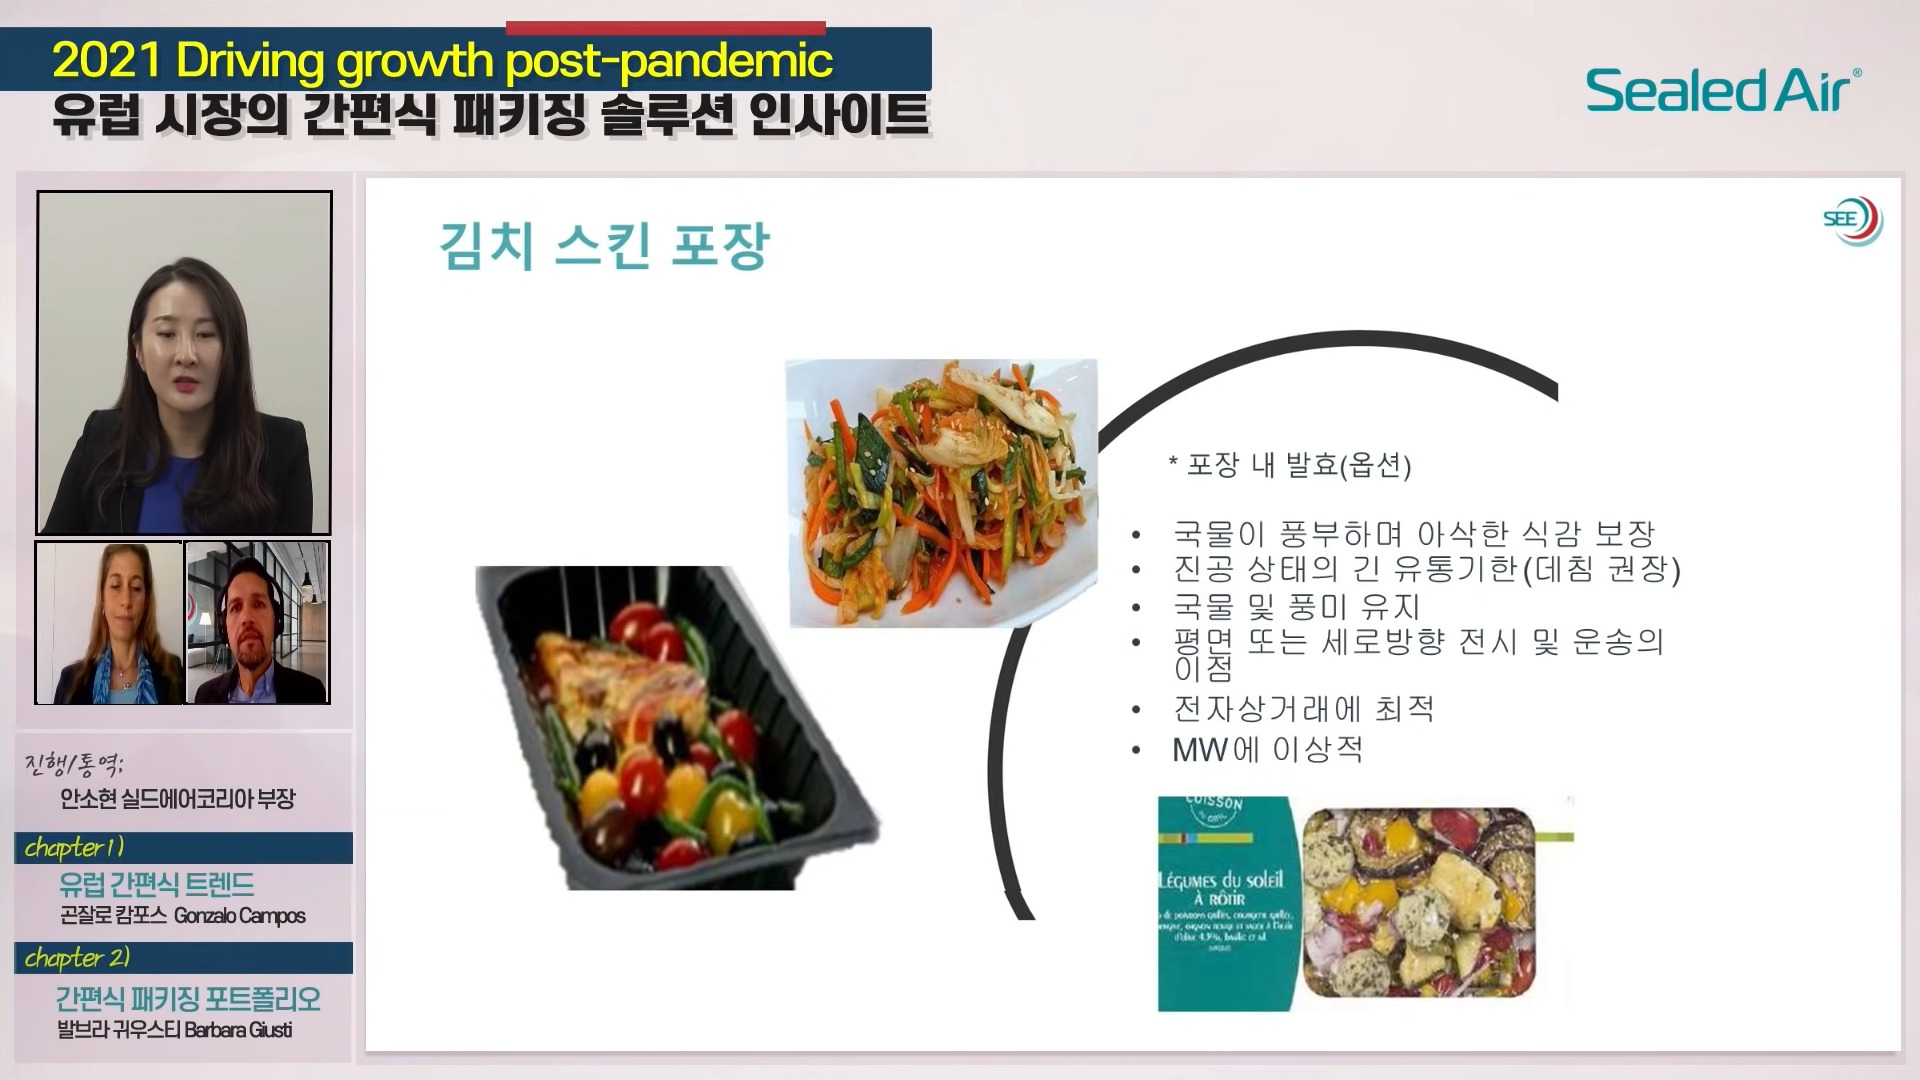 2021 Driving growth post-pandemic
유럽 시장의 간편식 패키징 솔루션 인사이트
Sealed Air®
진행/통역;
안소현 실드에어코리아 부장
chapter 1)
유럽 간편식 트렌드
곤잘로 캄포스 Gonzalo Campos
chapter 2)
간편식 패키징 포트폴리오
발브라 귀우스티 Barbara Giusti
SEE
김치 스킨 포장
* 포장 내 발효(옵션)
• 국물이 풍부하며 아삭한 식감 보장
• 진공 상태의 긴 유통기한(데침 권장)
• 국물 및 풍미 유지
• 평면 또는 세로방향 전시 및 운송의
이점
• 전자상거래에 최적
• MW에 이상적
CUISSON
LÉGUMES DU SOLEIL
À RÔTIR